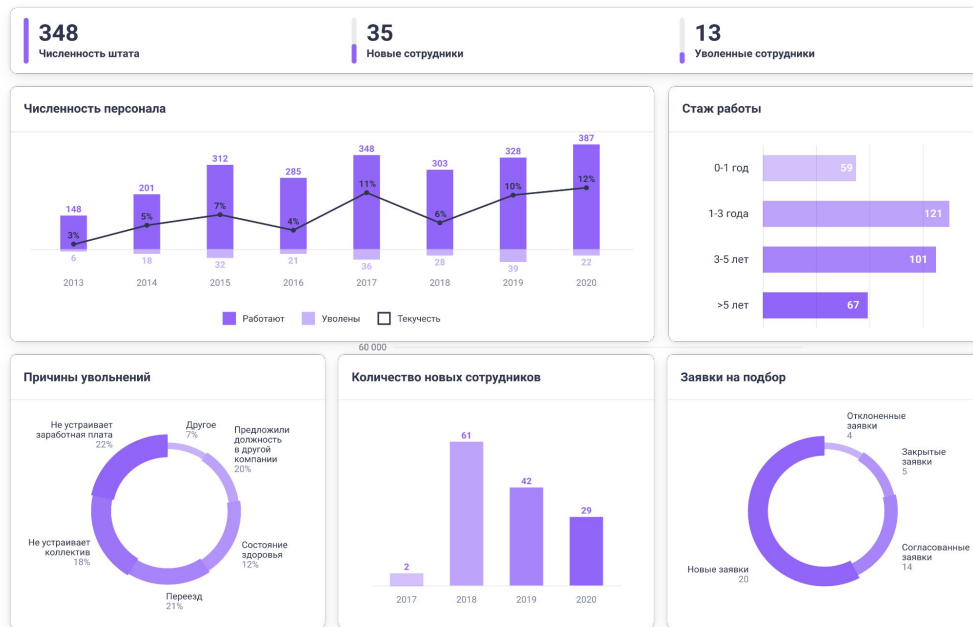 348
Численность штата
35
Новые сотрудники
13
Уволенные сотрудники
Численность персонала
148
201
312
285
348
303
328
387
3%
5%
7%
4%
11%
6%
10%
12%
6
18
32
21
36
28
39
22
2013
2014
2015
2016
2017
2018
2019
2020
Работают
Уволены
Текучесть
Стаж работы
0-1 год
59
1-3 года
121
3-5 лет
101
>5 лет
67
60 000
Причины увольнений
Не устраивает
заработная плата
22%
Другое
7%
Предложили
должность
в другой
компании
20%
Не устраивает
коллектив
18%
Состояние
здоровья
12%
Переезд
21%
Количество новых сотрудников
2
61
42
29
2017
2018
2019
2020
Заявки на подбор
Отклоненные
заявки
4
Закрытые
заявки
5
Согласованные
заявки
14
Новые заявки
20